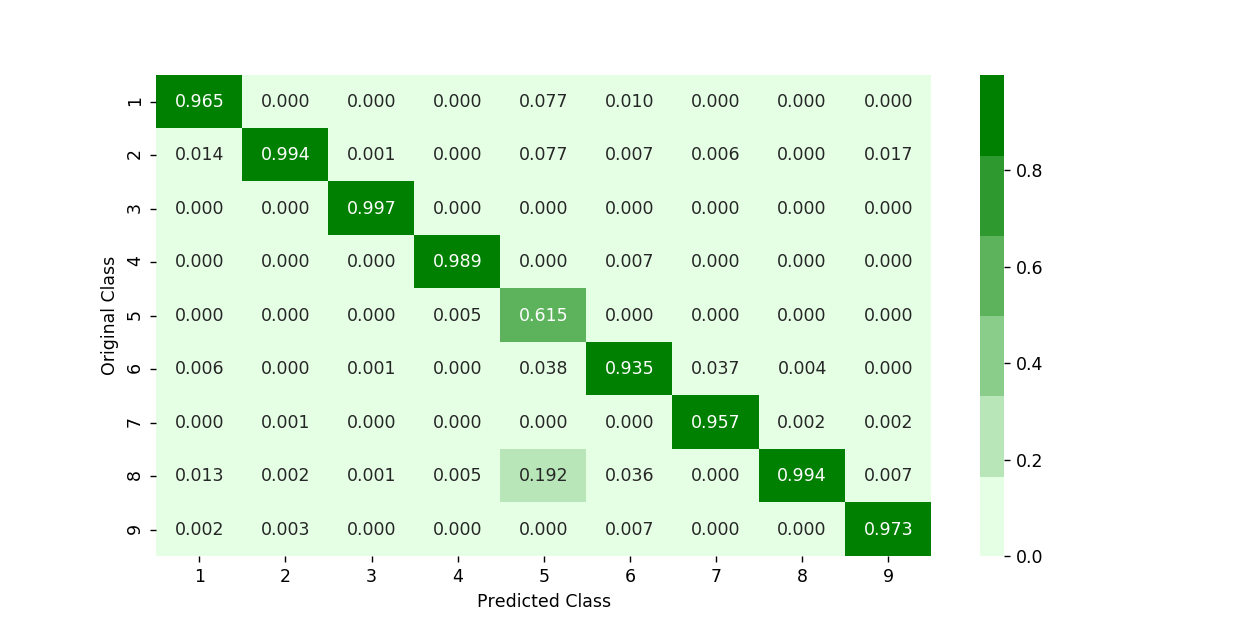 1 0.965 0.000 0.000 0.000 0.077 0.010 0.000 0.000 0.000
2 0.014 0.994 0.001 0.000 0.077 0.007 0.006 0.000 0.017
3 0.000 0.000 0.997 0.000 0.000 0.000 0.000 0.000 0.000
4 0.000 0.000 0.000 0.989 0.000 0.007 0.000 0.000 0.000
5 0.000 0.000 0.000 0.005 0.615 0.000 0.000 0.000 0.000
6 0.006 0.000 0.001 0.000 0.038 0.935 0.037 0.004 0.000
7 0.000 0.001 0.000 0.000 0.000 0.000 0.957 0.002 0.002
8 0.013 0.002 0.001 0.005 0.192 0.036 0.000 0.994 0.007
9 0.002 0.003 0.000 0.000 0.000 0.007 0.000 0.000 0.973
1 2 3 4 5 6 7 8 9
Predicted Class
Original Class
0.8
0.6
0.4
0.2
0.0